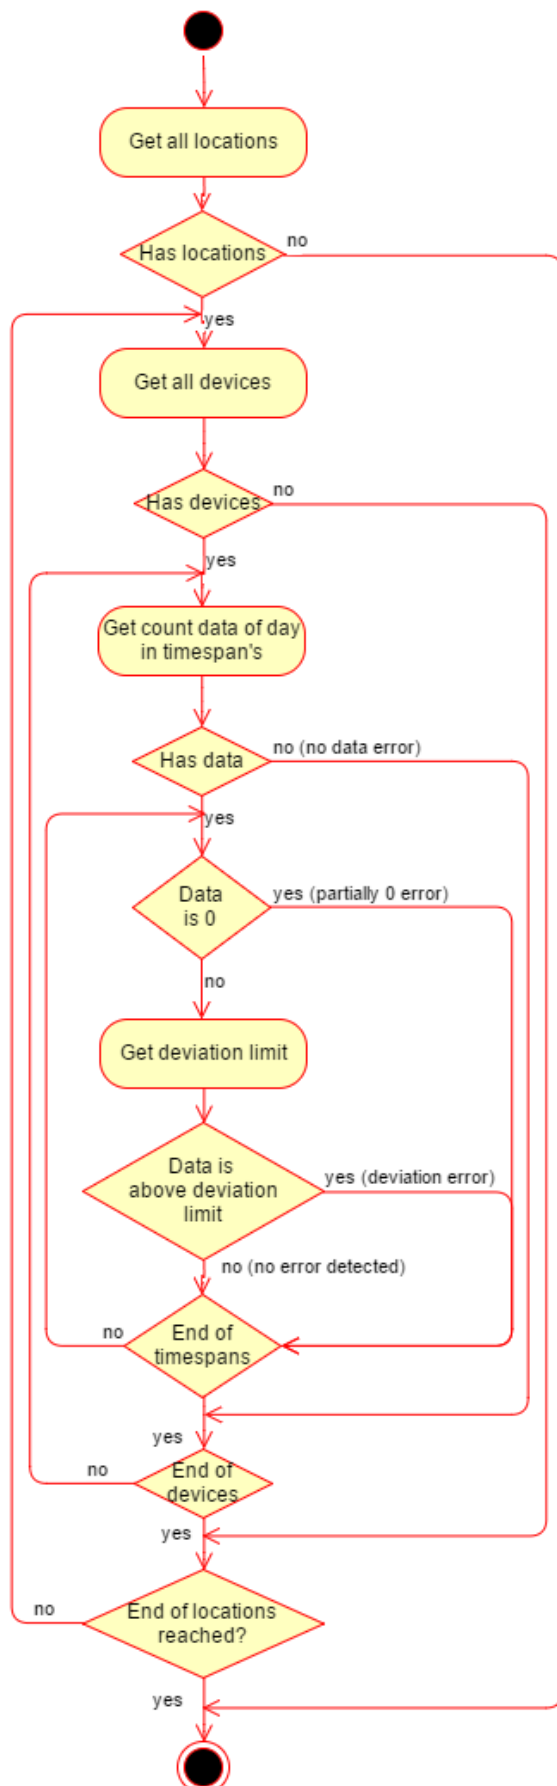 Get all locations
Has locations
no
yes
Get all devices
Has devices
no
yes
Get count data of day
in timespan's
Has data
no (no data error)
yes
Data
is 0
yes (partially 0 error)
no
Get deviation limit
Data is
above deviation
limit
yes (deviation error)
no (no error detected)
End of
timespans
no
yes
End of
devices
no
yes
End of locations
reached?
no
yes